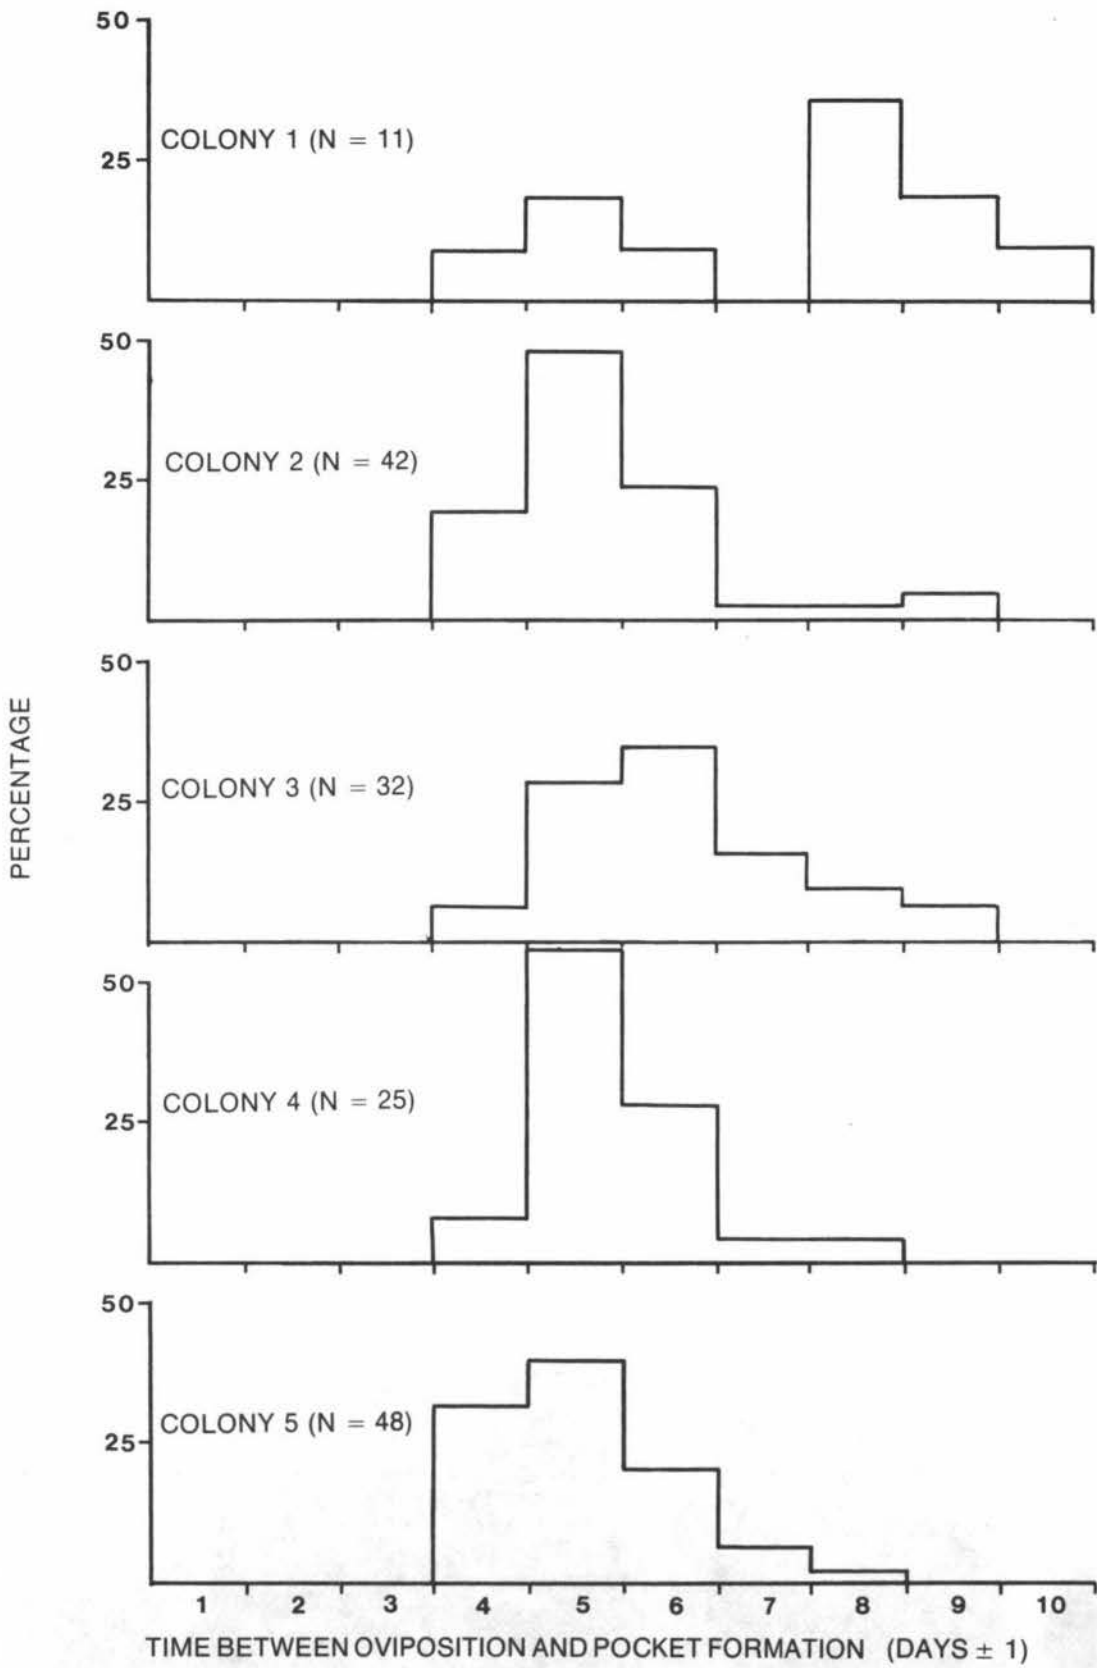 50
COLONY 1 (N = 11)
25
50
COLONY 2 (N = 42)
25
50
COLONY 3 (N = 32)
25
PERCENTAGE
50
COLONY 4 (N = 25)
25
50
COLONY 5 (N = 48)
25
1 2 3 4 5 6 7 8 9 10
TIME BETWEEN OVIPOSITION AND POCKET FORMATION (DAYS ± 1)